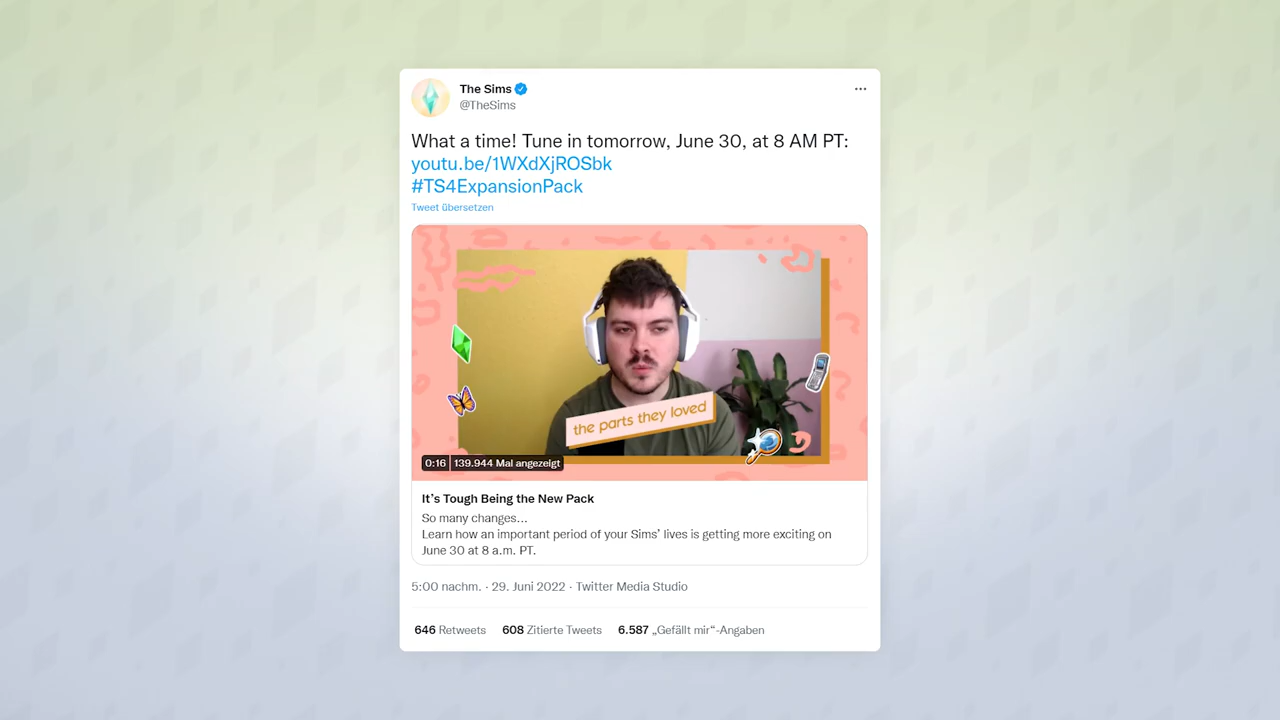 The Sims
@TheSims
What a time! Tune in tomorrow, June 30, at 8 AM PT:
youtu.be/1WXdXjROSbk
#TS4ExpansionPack
Tweet übersetzen
the parts they loved
0:16 139.944 Mal angezeigt
It's Tough Being the New Pack
So many changes...
Learn how an important period of your Sims' lives is getting more exciting on
June 30 at 8 a.m. PT.
5:00 nachm. · 29. Juni 2022 · Twitter Media Studio
646 Retweets 608 Zitierte Tweets 6.587 „Gefällt mir“-Angaben